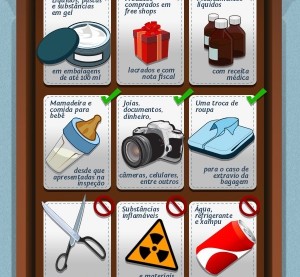 Líquidos, pastas
e substâncias em
gel
em embalagens
de até 100 ml
comprados em
free shops
lacrados e com
nota fiscal
líquidos
com receita
médica
Mamadeira e
comida para
bebê
desde que
apresentadas na
inspeção
Joias,
documentos,
dinheiro,
câmeras, celulares,
entre outros
Uma troca de
roupa
para o caso de
extravio da
bagagem
Substâncias
inflamáveis
e materiais
Água,
refrigerante
e xampu